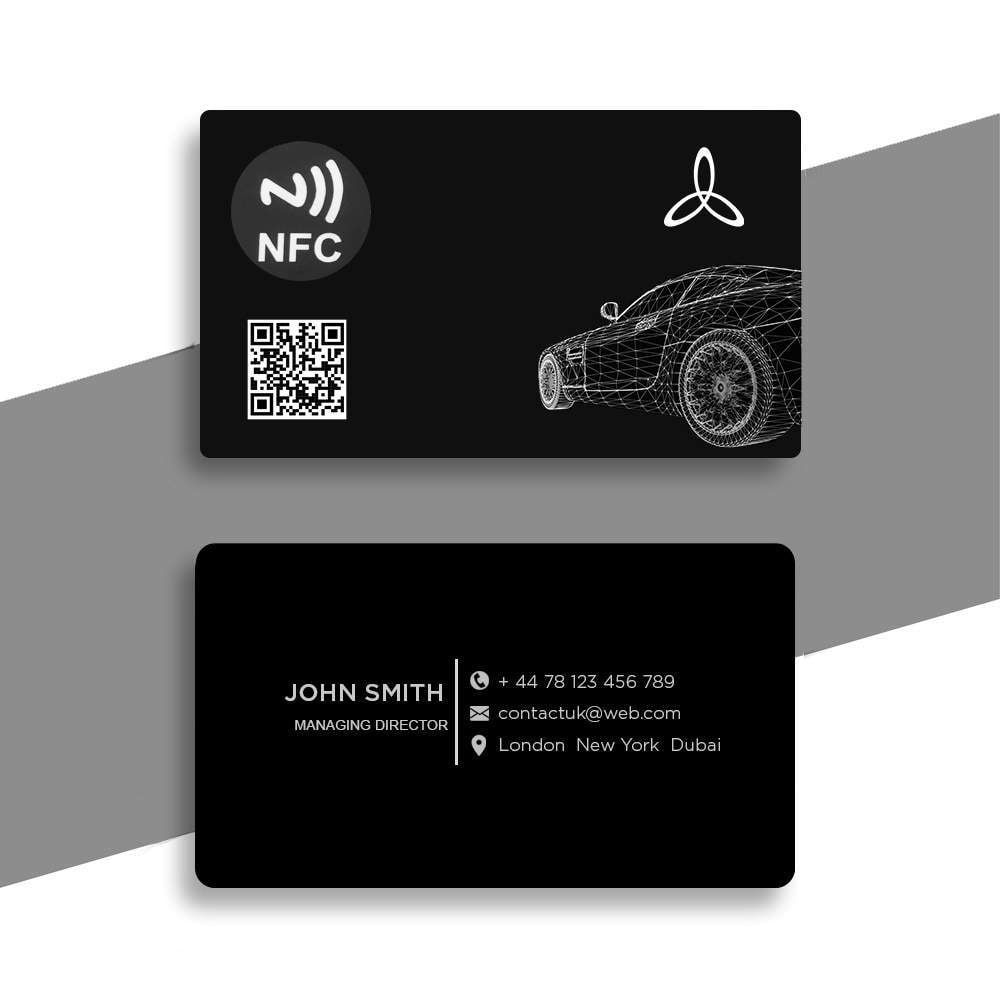 NFC
JOHN SMITH
MANAGING DIRECTOR
+ 44 78 123 456 789
contactuk@web.com
London New York Dubai